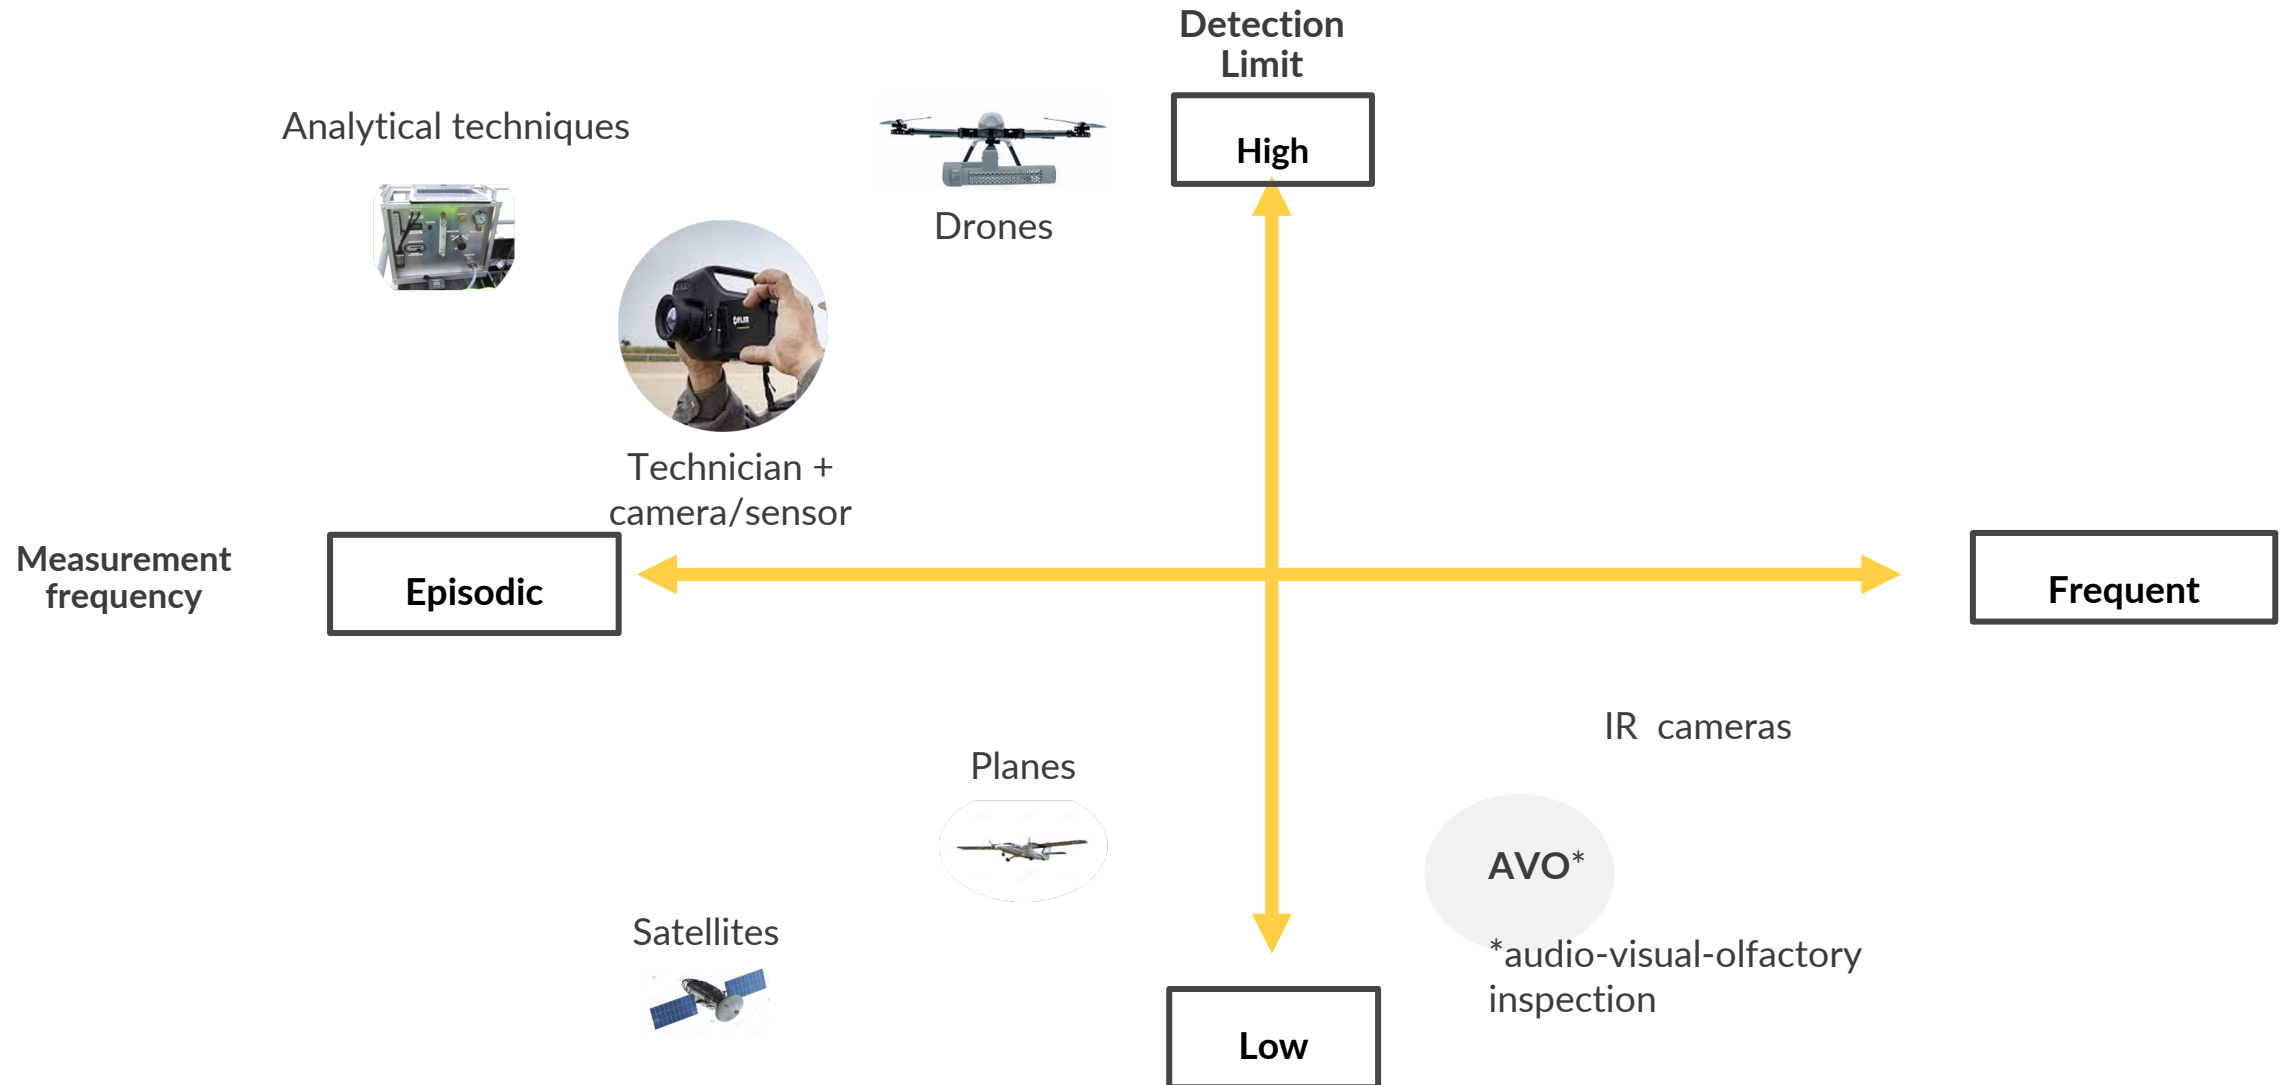 Detection
Limit
High
Analytical techniques
Drones
FLIR
Technician +
camera/sensor
Measurement
frequency
Episodic
Frequent
IR cameras
Planes
AVO*
Satellites
*audio-visual-olfactory
inspection
Low